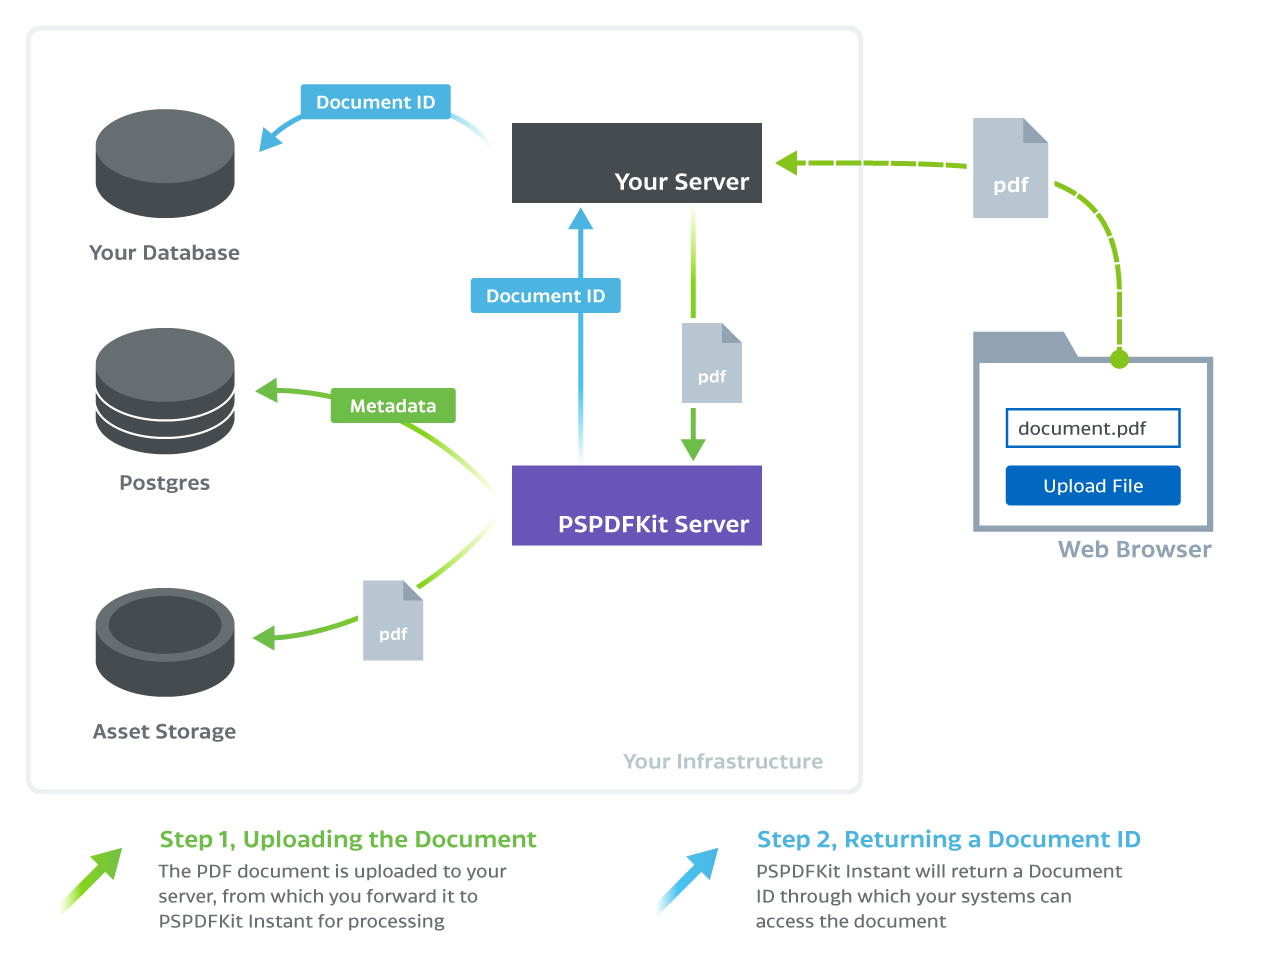 Document ID
Your Server
pdf
Your Database
Document ID
pdf
Metadata
document.pdf
Upload File
Postgres
PSPDFKit Server
Web Browser
pdf
Asset Storage
Your Infrastructure
Step 1, Uploading the Document
The PDF document is uploaded to your
server, from which you forward it to
PSPDFKit Instant for processing
Step 2, Returning a Document ID
PSPDFKit Instant will return a Document
ID through which your systems can
access the document